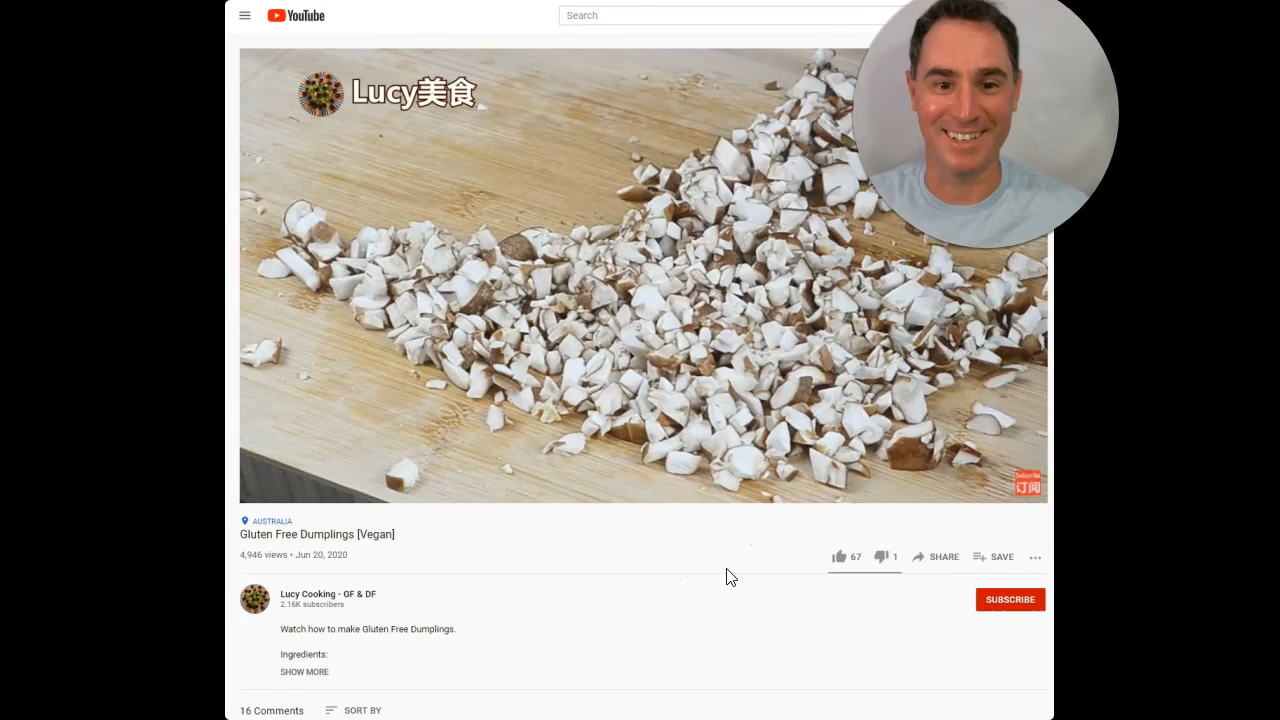 YouTube
Search
Lucy美食
Subscribe
订阅
AUSTRALIA
Gluten Free Dumplings [Vegan]
4,946 views • Jun 20, 2020
67
1
SHARE
SAVE
Lucy Cooking - GF & DF
2.16K subscribers
SUBSCRIBE
Watch how to make Gluten Free Dumplings.
Ingredients:
SHOW MORE
16 Comments
SORT BY